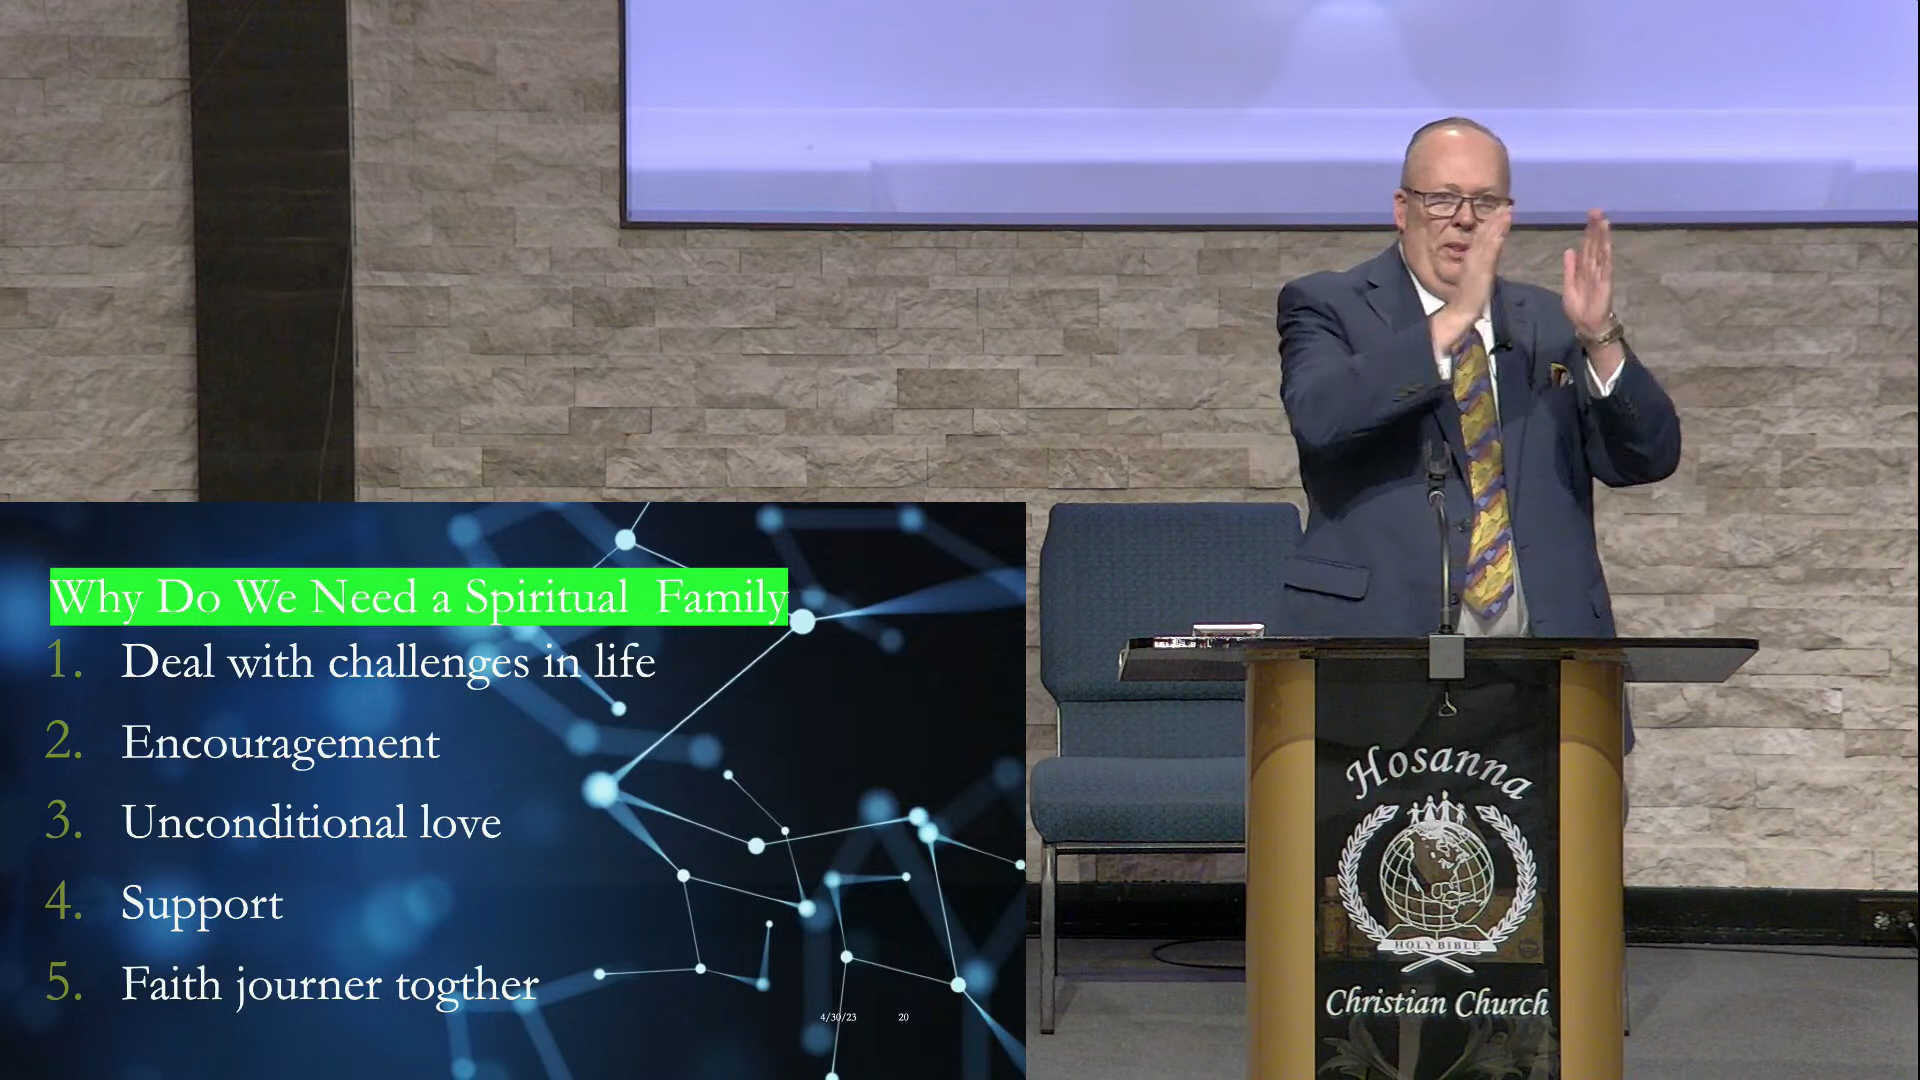 Why Do We Need a Spiritual  Family
1. Deal with challenges in life
2. Encouragement
3. Unconditional love
4. Support
5. Faith journer togther
4/30/23 20
Hosanna
HOLY BIBLE
Christian Church